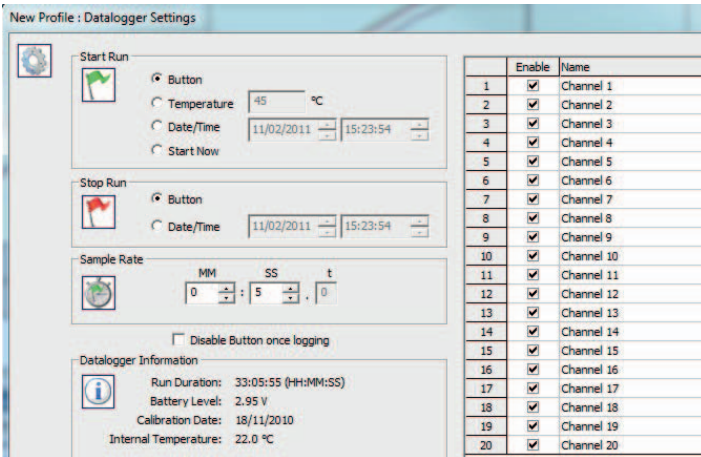 New Profile : Datalogger Settings
Start Run
Button
Temperature 45 °C
Date/Time 11/02/2011 15:23:54
Start Now
Stop Run
Button
Date/Time 11/02/2011 15:23:54
Sample Rate
MM SS t
0 : 5 . 0
Disable Button once logging
Datalogger Information
Run Duration: 33:05:55 (HH:MM:SS)
Battery Level: 2.95 V
Calibration Date: 18/11/2010
Internal Temperature: 22.0 °C
Enable Name
1 Channel 1
2 Channel 2
3 Channel 3
4 Channel 4
5 Channel 5
6 Channel 6
7 Channel 7
8 Channel 8
9 Channel 9
10 Channel 10
11 Channel 11
12 Channel 12
13 Channel 13
14 Channel 14
15 Channel 15
16 Channel 16
17 Channel 17
18 Channel 18
19 Channel 19
20 Channel 20